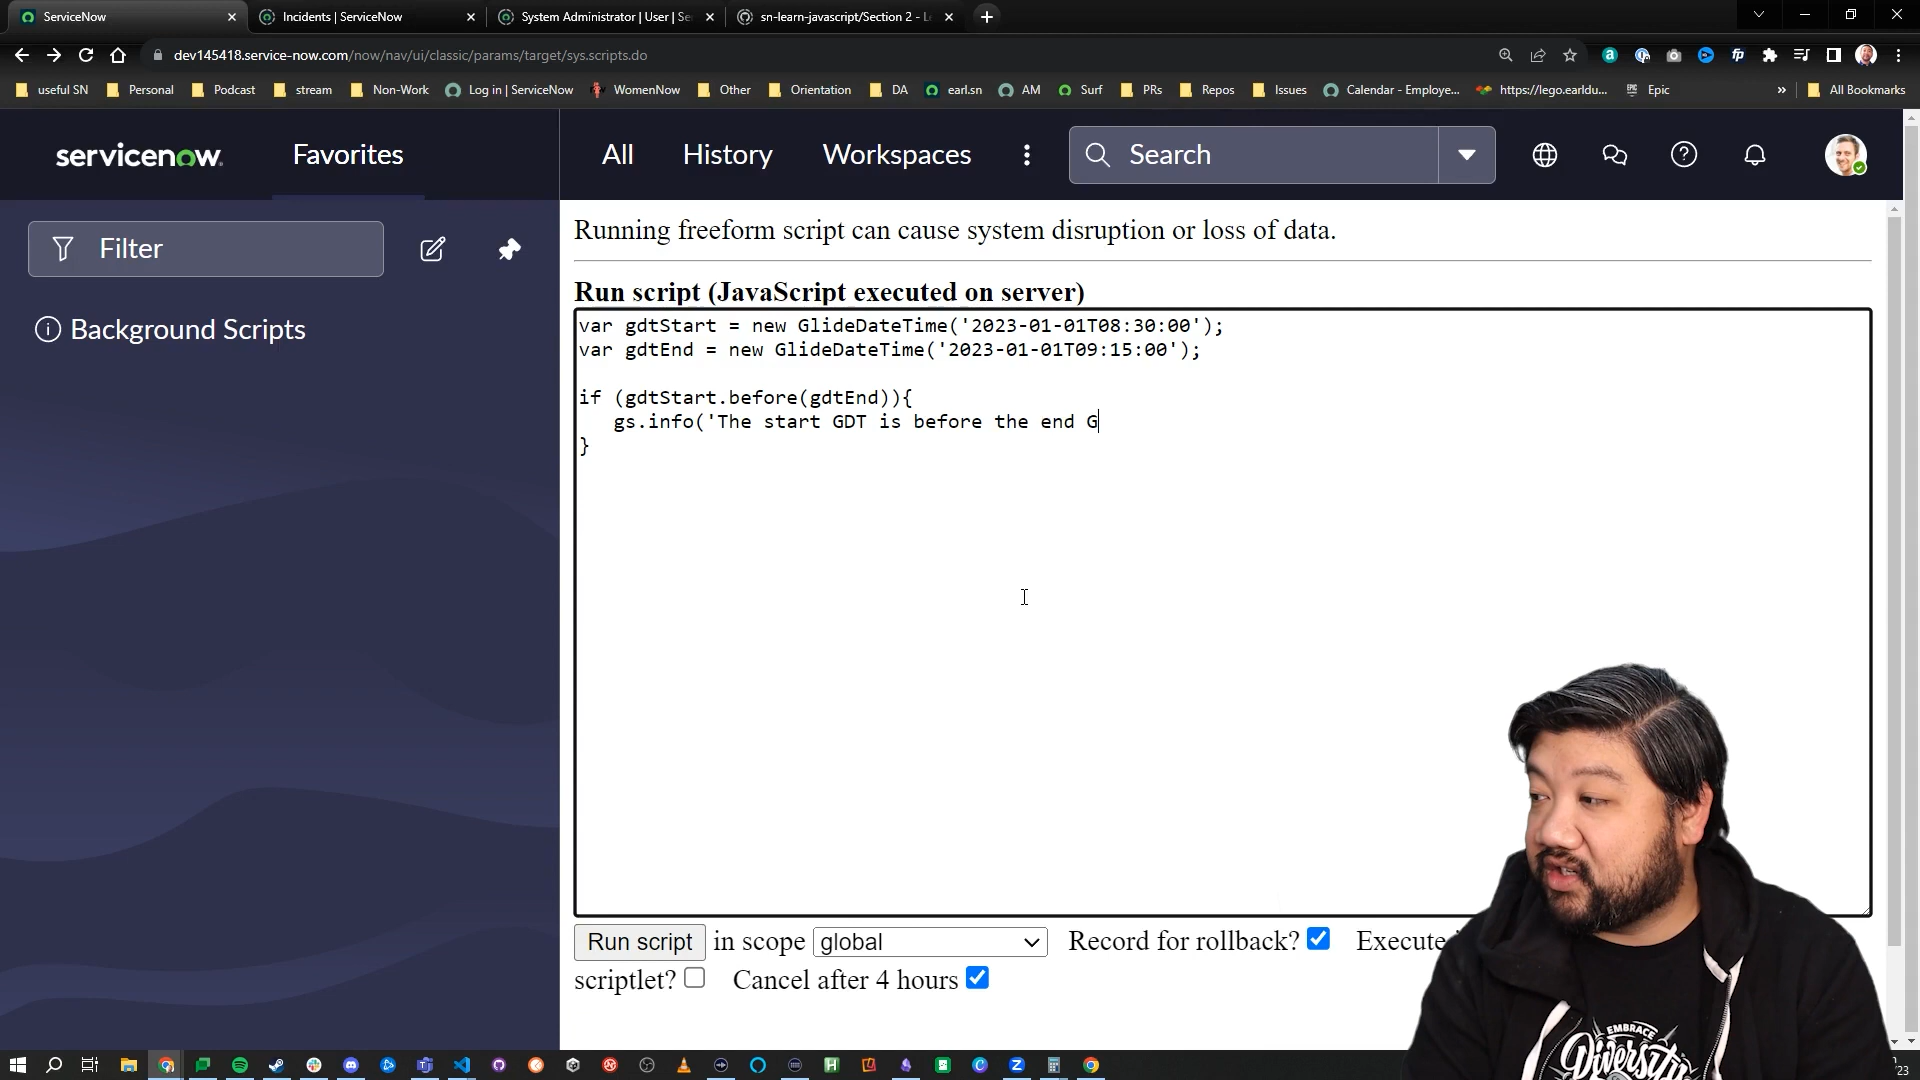 ServiceNow
Incidents | ServiceNow
System Administrator | User | Se
sn-learn-javascript/Section 2 - Le
dev145418.service-now.com/now/nav/ui/classic/params/target/sys.scripts.do
useful SN
Personal
Podcast
stream
Non-Work
Log in | ServiceNow
WomenNow
Other
Orientation
DA
earl.sn
AM
Surf
PRs
Repos
Issues
Calendar - Employe...
https://lego.earldu...
Epic
All Bookmarks
servicenow.
Favorites
All
History
Workspaces
Search
Filter
Background Scripts
Running freeform script can cause system disruption or loss of data.
Run script (JavaScript executed on server)
var gdtStart = new GlideDateTime('2023-01-01T08:30:00');
var gdtEnd = new GlideDateTime('2023-01-01T09:15:00');
if (gdtStart.before(gdtEnd)){
gs.info('The start GDT is before the end G
}
Run script in scope global Record for rollback? Execute
scriptlet? Cancel after 4 hours
EMBRACE
Diversity